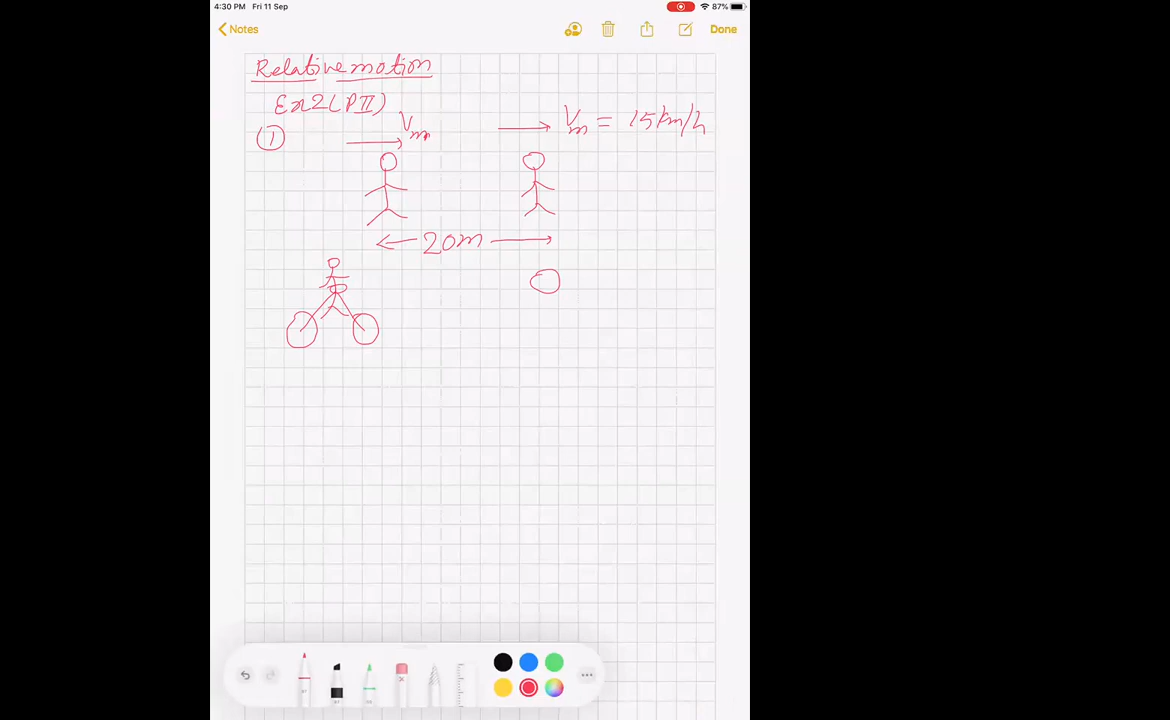 4:30 PM Fri 11 Sep
87%
Notes
Done
Relative motion
Ex2(PII)
1
Vm
Vm = 15km/h
20m